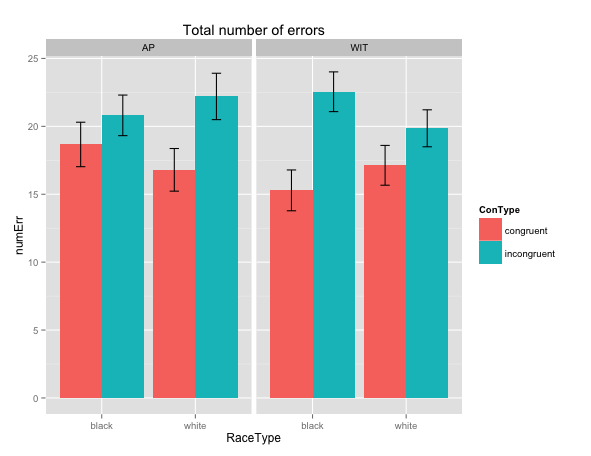 Total number of errors
AP
WIT
25
20
15
10
5
0
numErr
black
white
black
white
RaceType
ConType
congruent
incongruent